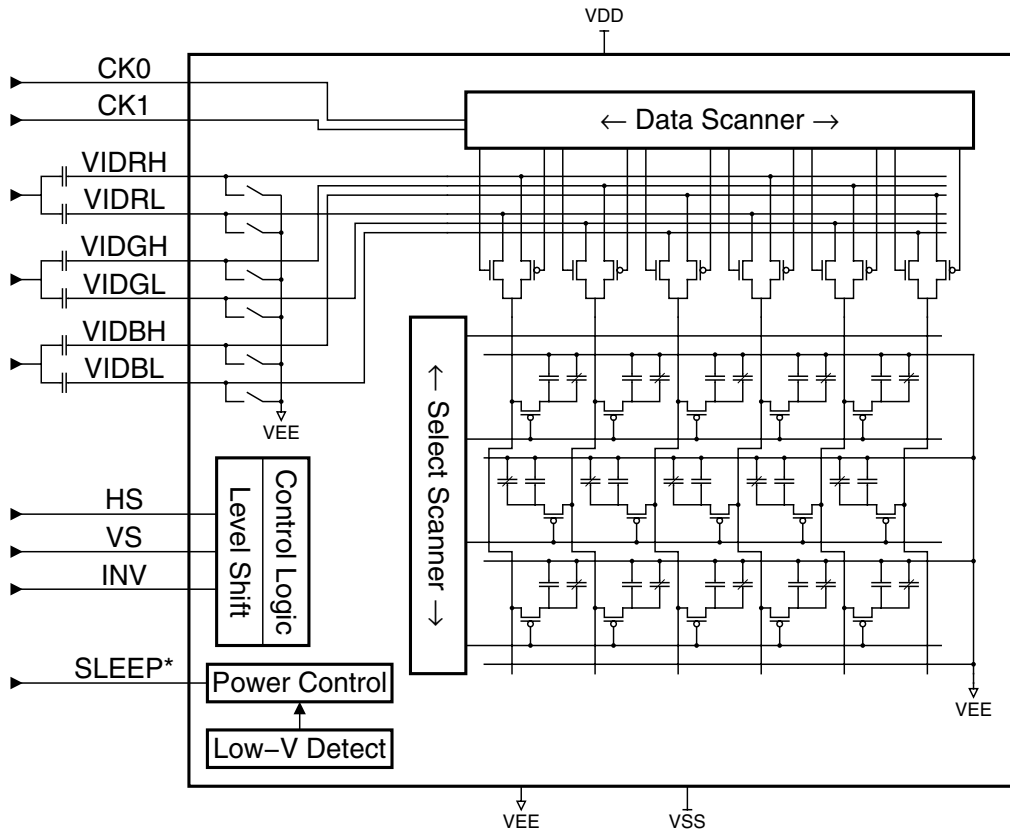 VDD
CK0
CK1
← Data Scanner →
VIDRH
VIDRL
VIDGH
VIDGL
VIDBH
VIDBL
VEE
← Select Scanner →
HS
VS
INV
Level Shift
Control Logic
SLEEP*
Power Control
Low−V Detect
VEE
VEE
VSS